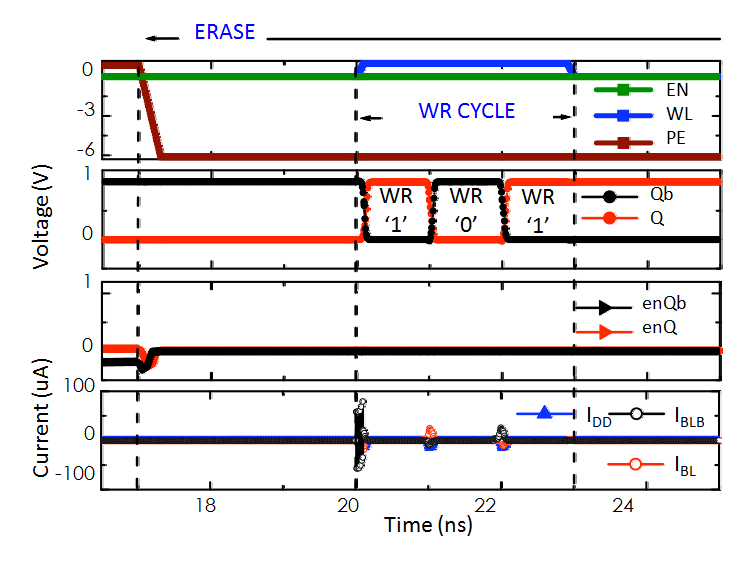 ERASE
0
-3
-6
WR CYCLE
EN
WL
PE
Voltage (V)
1
0
WR
'1'
WR
'0'
WR
'1'
Qb
Q
1
0
enQb
enQ
Current (uA)
100
0
-100
IDD
IBLB
IBL
18
20
22
24
Time (ns)